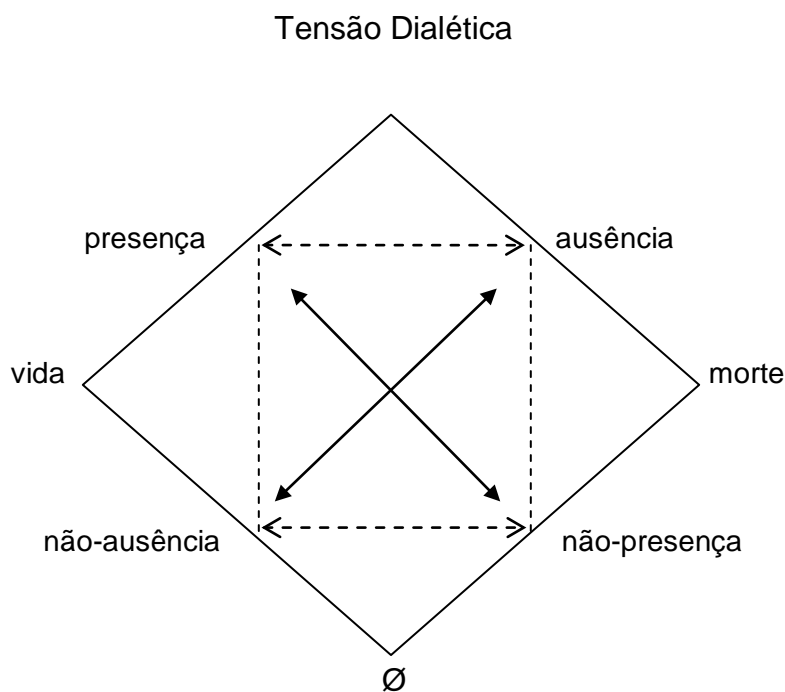 Tensão Dialética
presença
ausência
vida
morte
não-ausência
não-presença
Ø